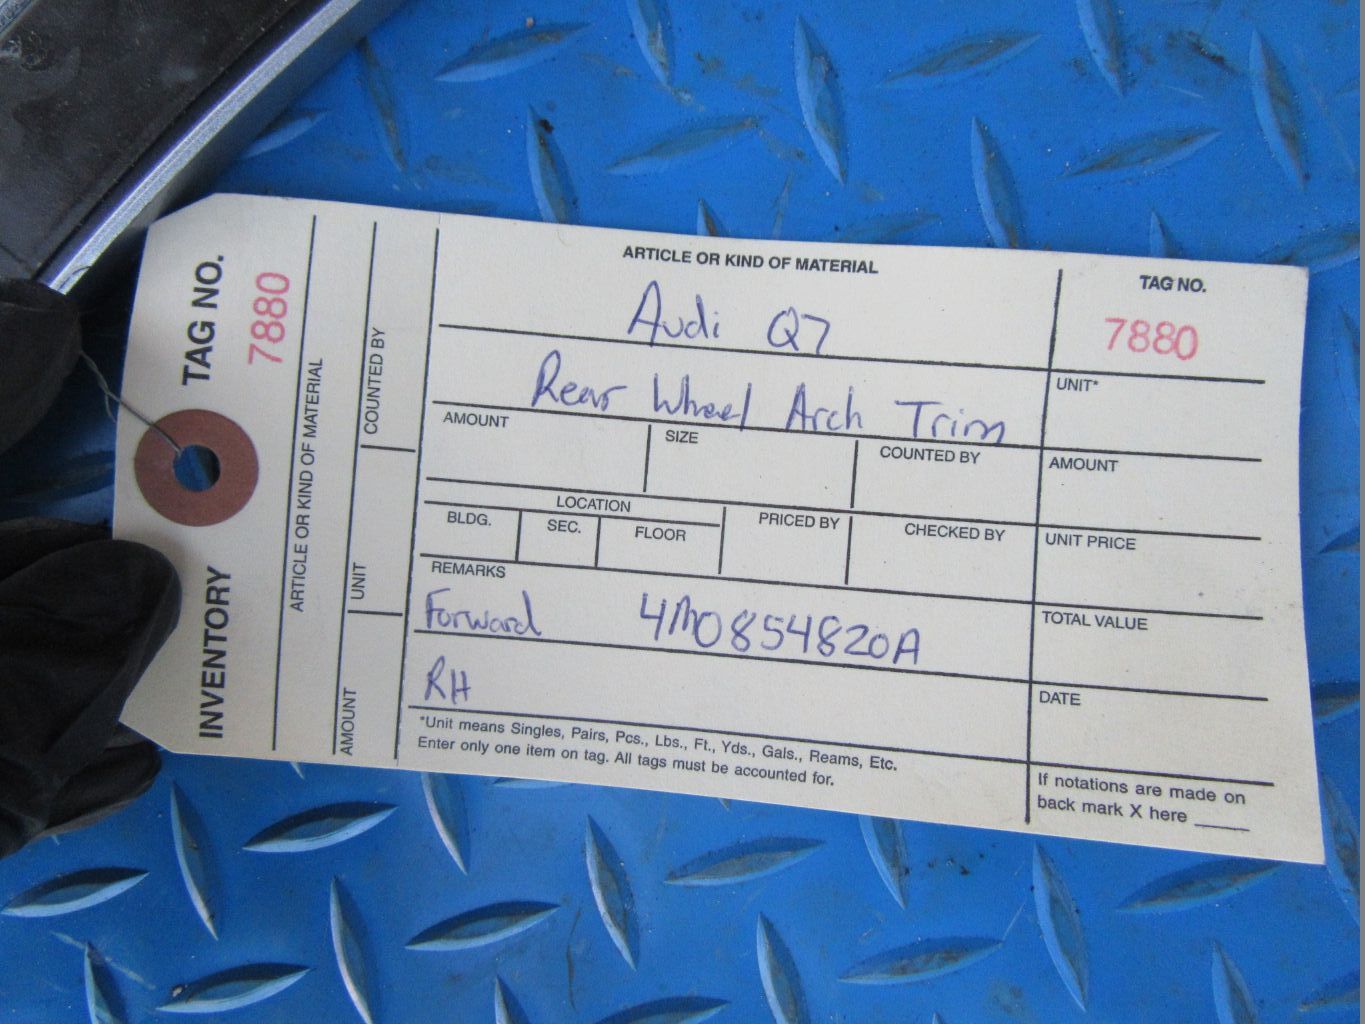 TAG NO.
7880
INVENTORY
ARTICLE OR KIND OF MATERIAL
COUNTED BY
UNIT
AMOUNT
ARTICLE OR KIND OF MATERIAL
Audi Q7
Rear Wheel Arch Trim
TAG NO.
7880
UNIT*
AMOUNT
SIZE
COUNTED BY
AMOUNT
LOCATION
BLDG.
SEC.
FLOOR
PRICED BY
CHECKED BY
UNIT PRICE
REMARKS
Forward 4M0854820A
RH
TOTAL VALUE
DATE
*Unit means Singles, Pairs, Pcs., Lbs., Ft., Yds., Gals., Reams, Etc.
Enter only one item on tag. All tags must be accounted for.
If notations are made on
back mark X here _____